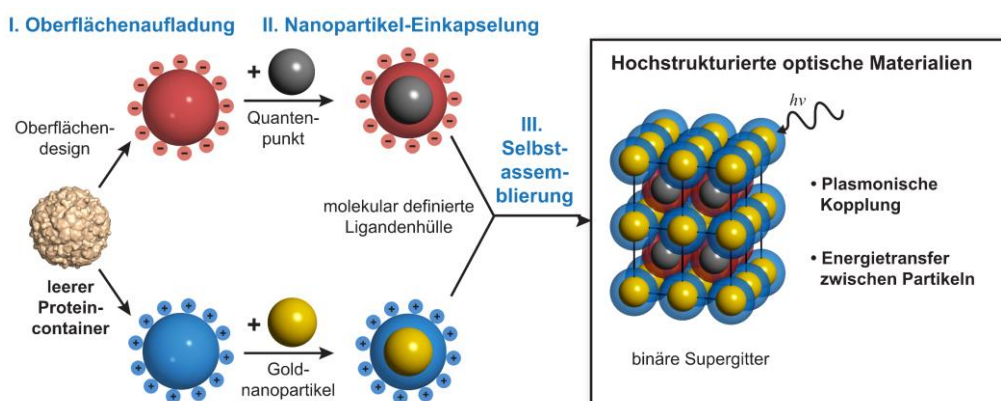 I. Oberflächenaufladung
II. Nanopartikel-Einkapselung
Oberflächen-
design
+
Quanten-
punkt
leerer
Protein-
container
molekular definierte
Ligandenhülle
+
Gold-
nanopartikel
III.
Selbst-
assem-
blierung
Hochstrukturierte optische Materialien
hν
• Plasmonische
Kopplung
• Energietransfer
zwischen Partikeln
binäre Supergitter